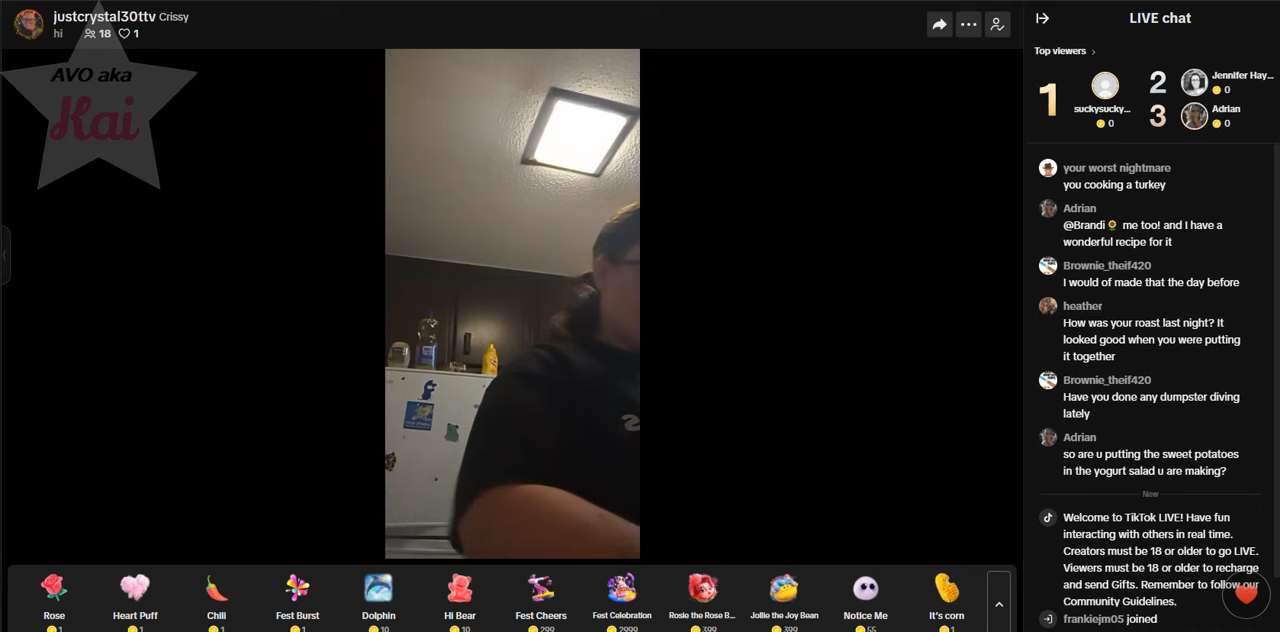 justcrystal30ttv Crissy
hi 18 1
AVO aka
Kai
LIVE chat
Top viewers
1
suckysucky...
0
2
Jennifer Hay...
0
3
Adrian
0
your worst nightmare
you cooking a turkey
Adrian
@Brandi🌻 me too! and I have a
wonderful recipe for it
Brownie_theif420
I would of made that the day before
heather
How was your roast last night? It
looked good when you were putting
it together
Brownie_theif420
Have you done any dumpster diving
lately
Adrian
so are u putting the sweet potatoes
in the yogurt salad u are making?
Now
Welcome to TikTok LIVE! Have fun
interacting with others in real time.
Creators must be 18 or older to go LIVE.
Viewers must be 18 or older to recharge
and send Gifts. Remember to follow our
Community Guidelines.
frankiejm05 joined
Rose
1
Heart Puff
1
Chili
1
Fest Burst
1
Dolphin
10
Hi Bear
10
Fest Cheers
299
Fest Celebration
2999
Rosie the Rose B...
399
Jollie the Joy Bean
399
Notice Me
55
It's corn
1